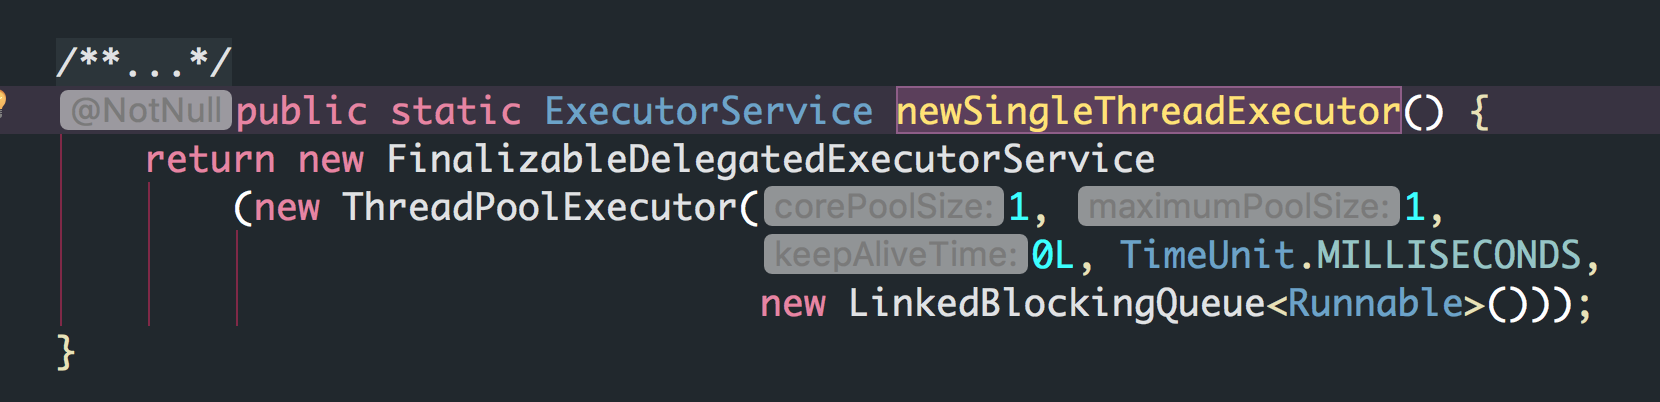 /**...*/
@NotNull public static ExecutorService newSingleThreadExecutor() {
return new FinalizableDelegatedExecutorService
(new ThreadPoolExecutor( corePoolSize: 1, maximumPoolSize: 1,
keepAliveTime: 0L, TimeUnit.MILLISECONDS,
new LinkedBlockingQueue<Runnable>()));
}